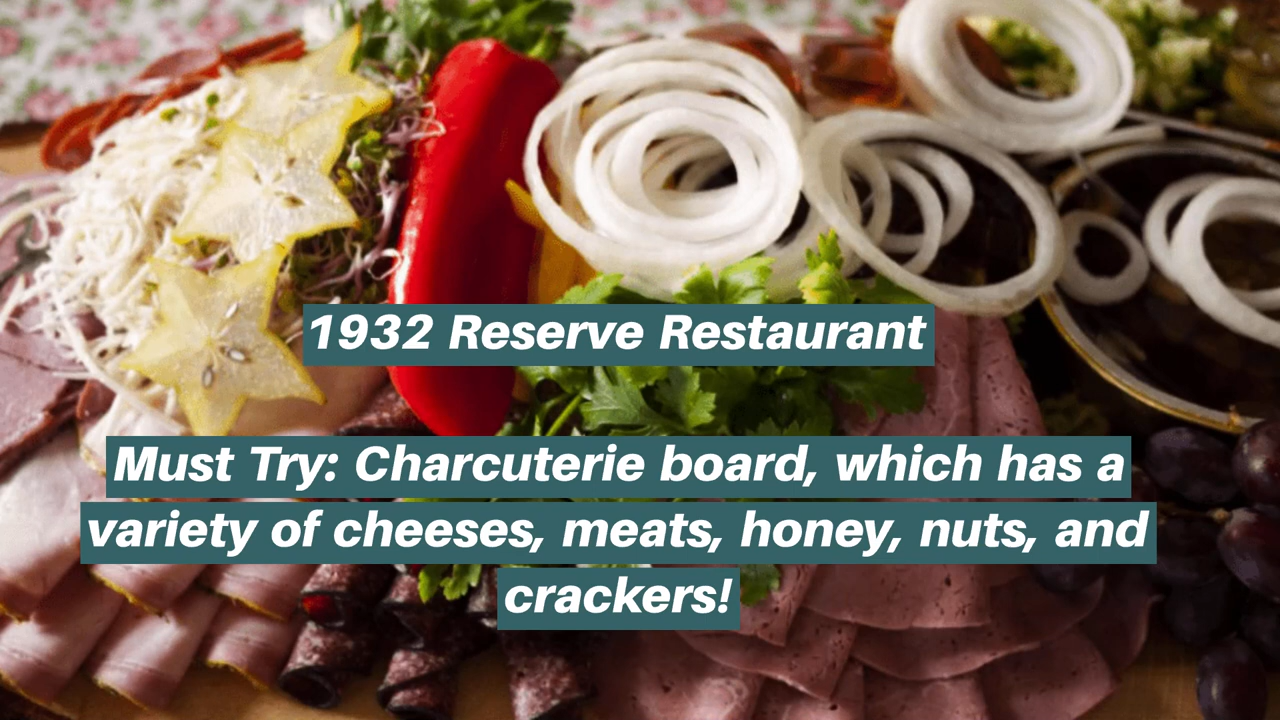 1932 Reserve Restaurant
Must Try: Charcuterie board, which has a
variety of cheeses, meats, honey, nuts, and
crackers!